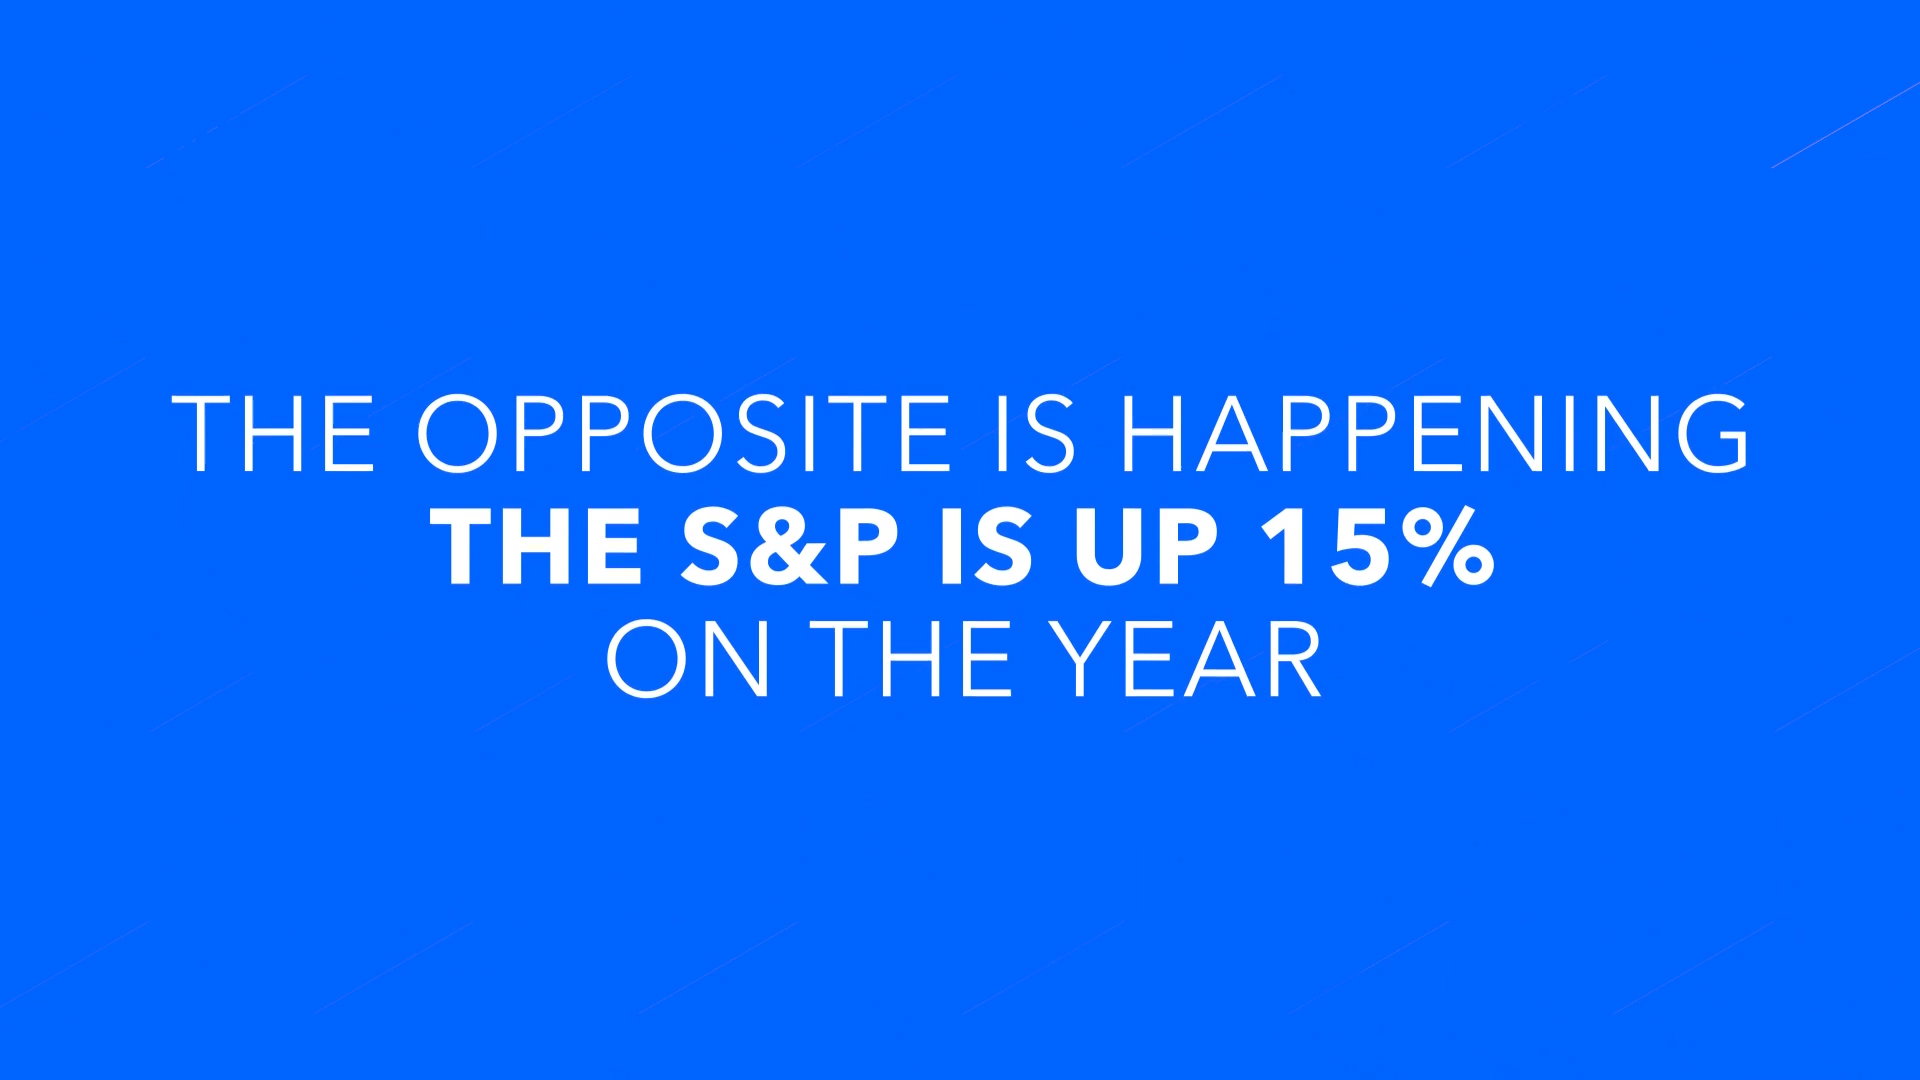 THE OPPOSITE IS HAPPENING
THE S&P IS UP 15%
ON THE YEAR